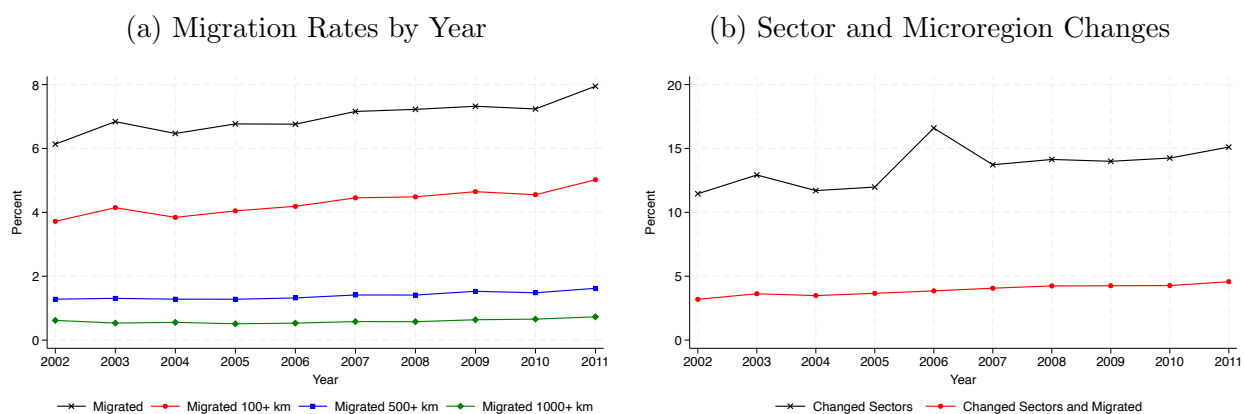 (a) Migration Rates by Year
8
6
4
2
0
Percent
2002 2003 2004 2005 2006 2007 2008 2009 2010 2011
Year
Migrated Migrated 100+ km Migrated 500+ km Migrated 1000+ km
(b) Sector and Microregion Changes
20
15
10
5
0
Percent
2002 2003 2004 2005 2006 2007 2008 2009 2010 2011
Year
Changed Sectors Changed Sectors and Migrated